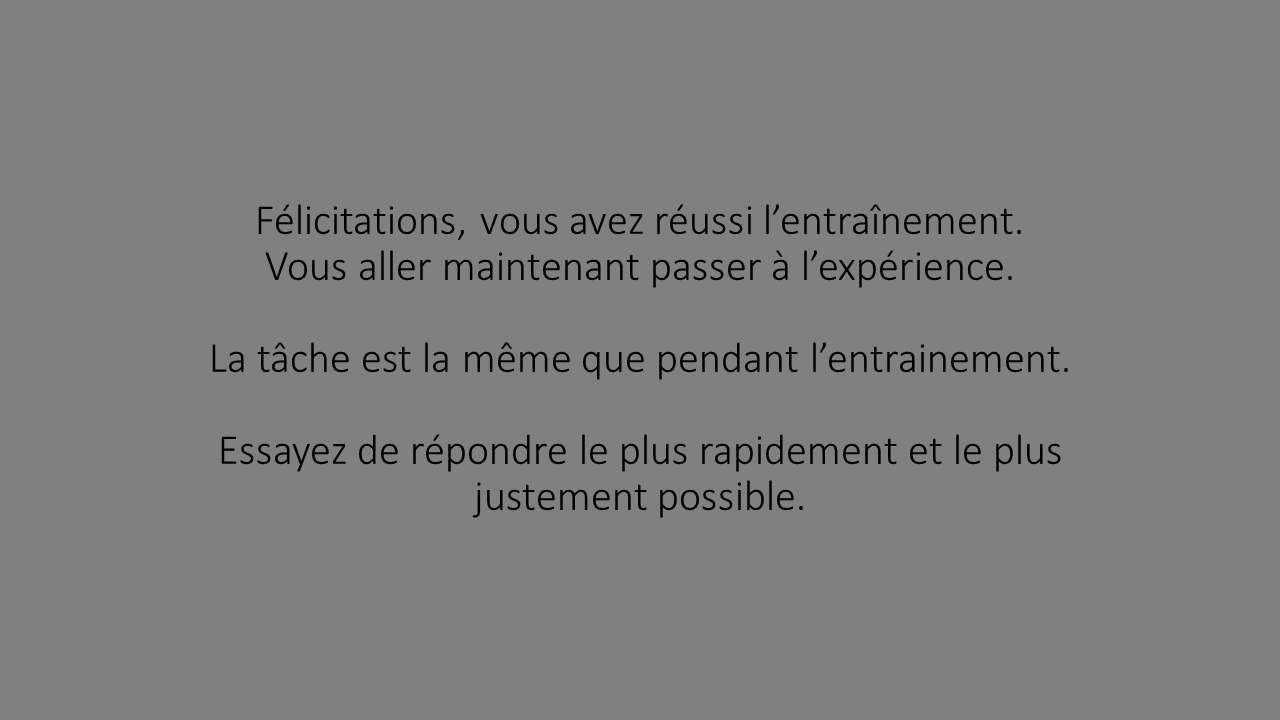 Félicitations, vous avez réussi l’entraînement.
Vous aller maintenant passer à l’expérience.
La tâche est la même que pendant l’entrainement.
Essayez de répondre le plus rapidement et le plus
justement possible.